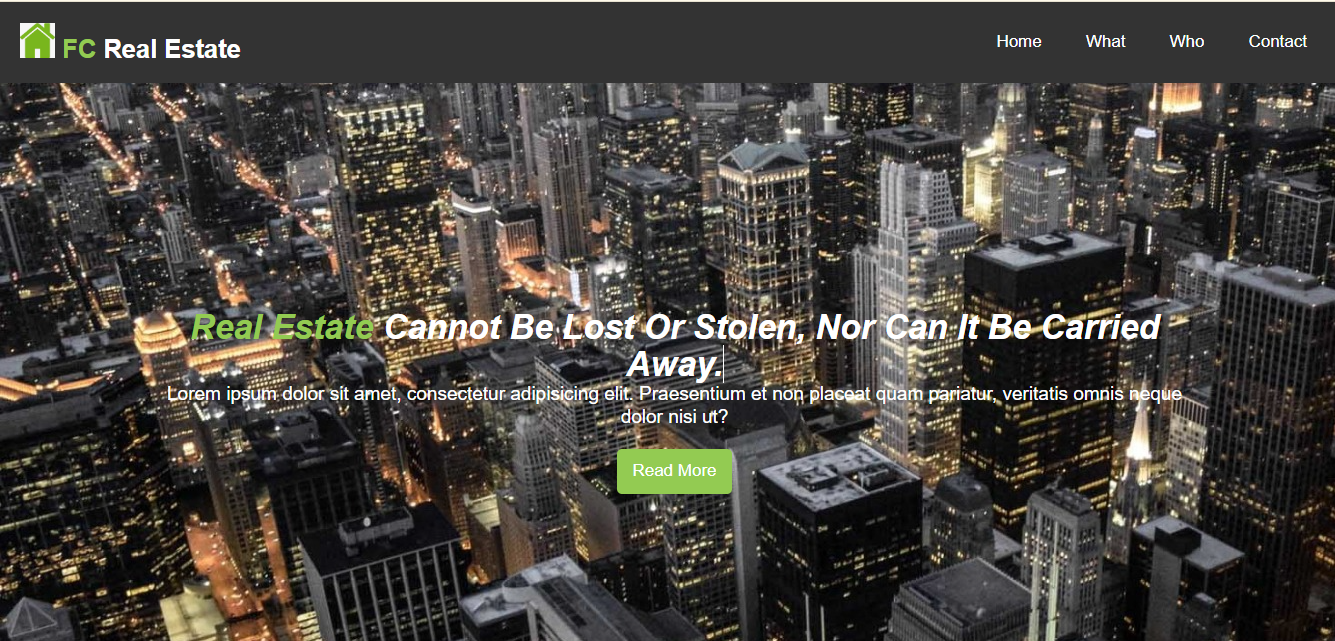 FC Real Estate
Home What Who Contact
Real Estate Cannot Be Lost Or Stolen, Nor Can It Be Carried
Away.
Lorem ipsum dolor sit amet, consectetur adipisicing elit. Praesentium et non placeat quam pariatur, veritatis omnis neque
dolor nisi ut?
Read More